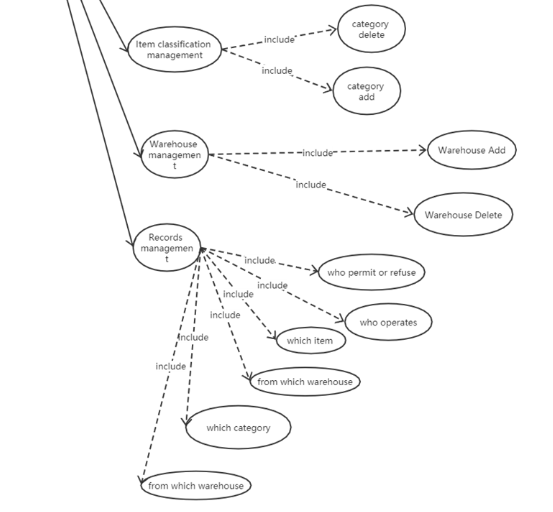 category
delete
include
Item classification
management
include
category
add
Warehouse
managemen
t
include
Warehouse Add
include
Warehouse Delete
Records
managemen
t
include
who permit or refuse
include
include
include
who operates
include
which item
include
from which warehouse
which category
from which warehouse